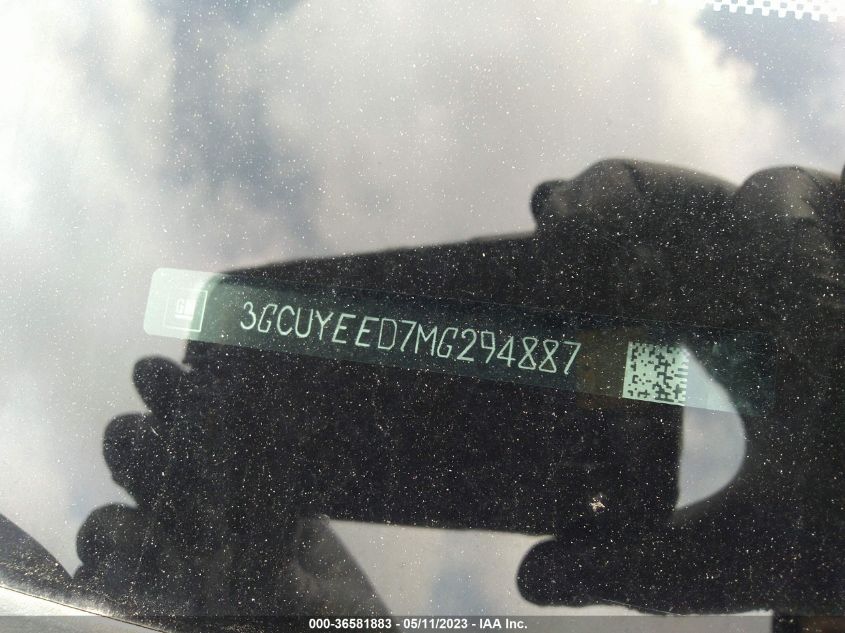 GM
3GCUYEED7MG294887
000-36581883 - 05/11/2023 - IAA Inc.